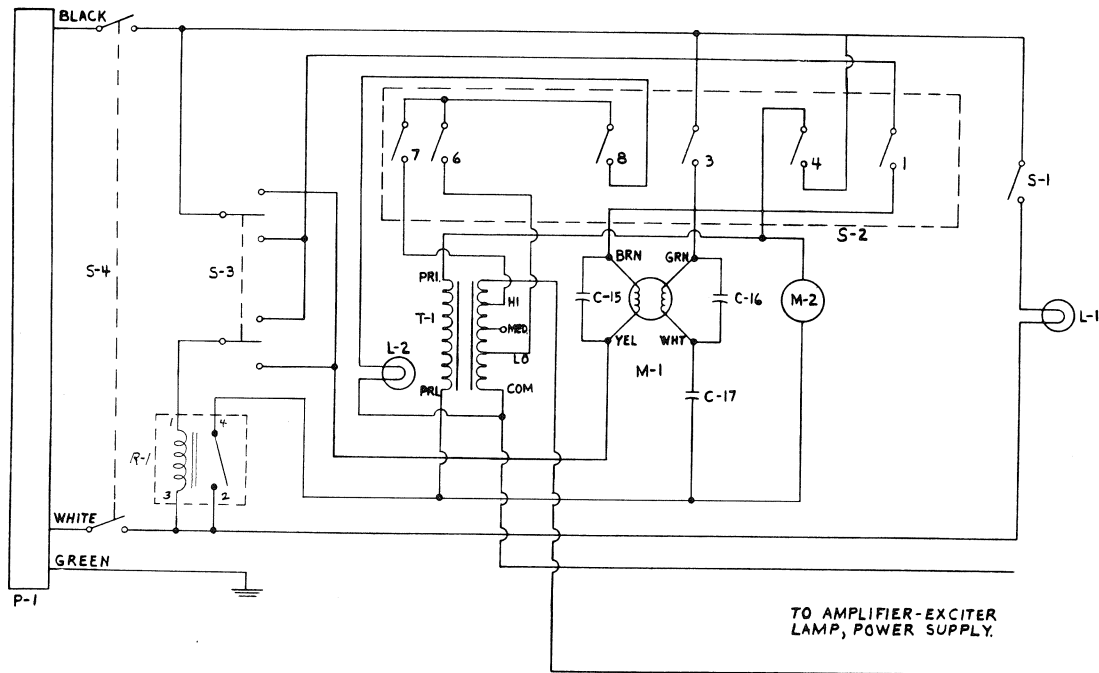 BLACK
7
6
8
3
4
1
S-1
S-2
S-4
S-3
BRN
GRN
PRI.
HI
C-15
C-16
M-2
T-1
MED.
L-1
L-2
YEL
WHT
LO
M-1
PRI.
COM
C-17
1
4
R-1
3
2
WHITE
GREEN
P-1
TO AMPLIFIER-EXCITER
LAMP, POWER SUPPLY.